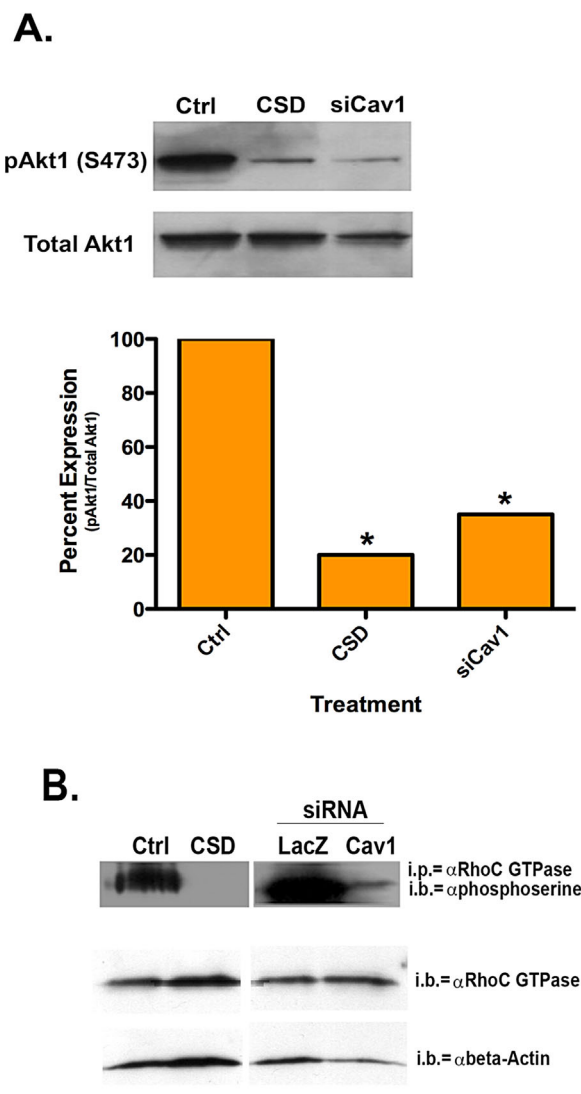 A.
Ctrl CSD siCav1
pAkt1 (S473)
Total Akt1
Percent Expression
(pAkt1/Total Akt1)
100
80
60
40
20
0
* *
Ctrl CSD siCav1
Treatment
B.
siRNA
Ctrl CSD LacZ Cav1
i.p.= αRhoC GTPase
i.b.= αphosphoserine
i.b.= αRhoC GTPase
i.b.= αbeta-Actin